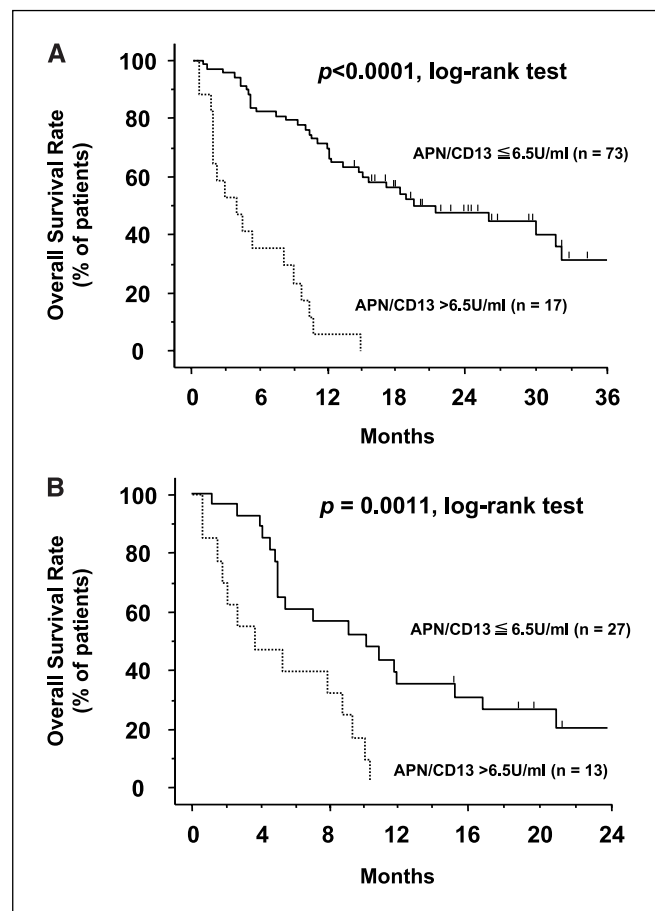 A
p<0.0001, log-rank test
100
80
60
40
20
0
Overall Survival Rate
(% of patients)
APN/CD13 ≦6.5U/ml (n = 73)
APN/CD13 >6.5U/ml (n = 17)
0 6 12 18 24 30 36
Months
B
p = 0.0011, log-rank test
100
80
60
40
20
0
Overall Survival Rate
(% of patients)
APN/CD13 ≦ 6.5U/ml (n = 27)
APN/CD13 >6.5U/ml (n = 13)
0 4 8 12 16 20 24
Months